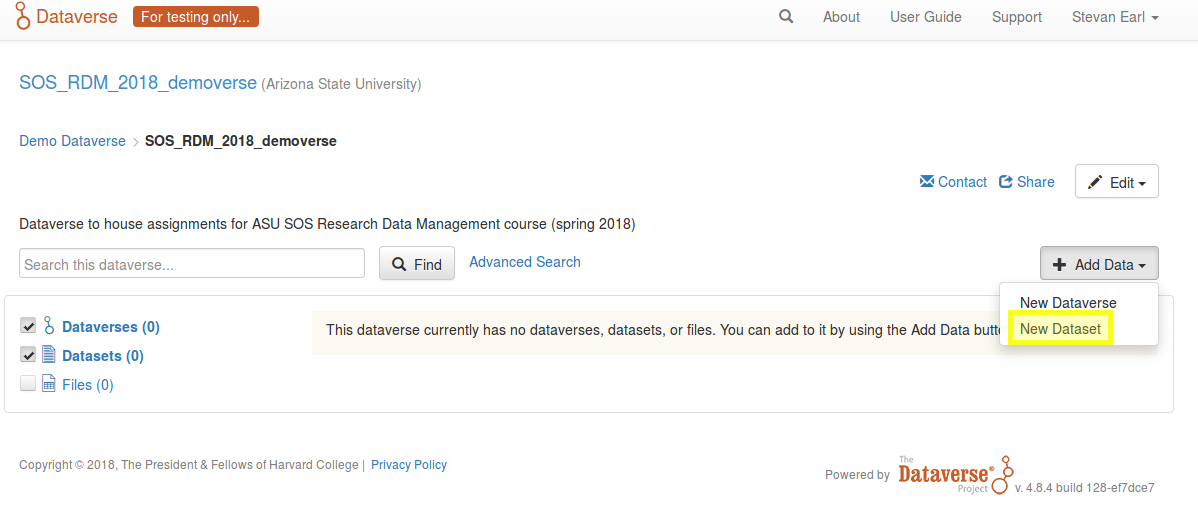 Dataverse For testing only... About User Guide Support Stevan Earl
SOS_RDM_2018_demoverse (Arizona State University)
Demo Dataverse > SOS_RDM_2018_demoverse
Contact Share Edit
Dataverse to house assignments for ASU SOS Research Data Management course (spring 2018)
Search this dataverse... Find Advanced Search Add Data
New Dataverse
New Dataset
Dataverses (0)
Datasets (0)
Files (0)
This dataverse currently has no dataverses, datasets, or files. You can add to it by using the Add Data butt
Copyright © 2018, The President & Fellows of Harvard College | Privacy Policy
Powered by The Dataverse® Project v. 4.8.4 build 128-ef7dce7